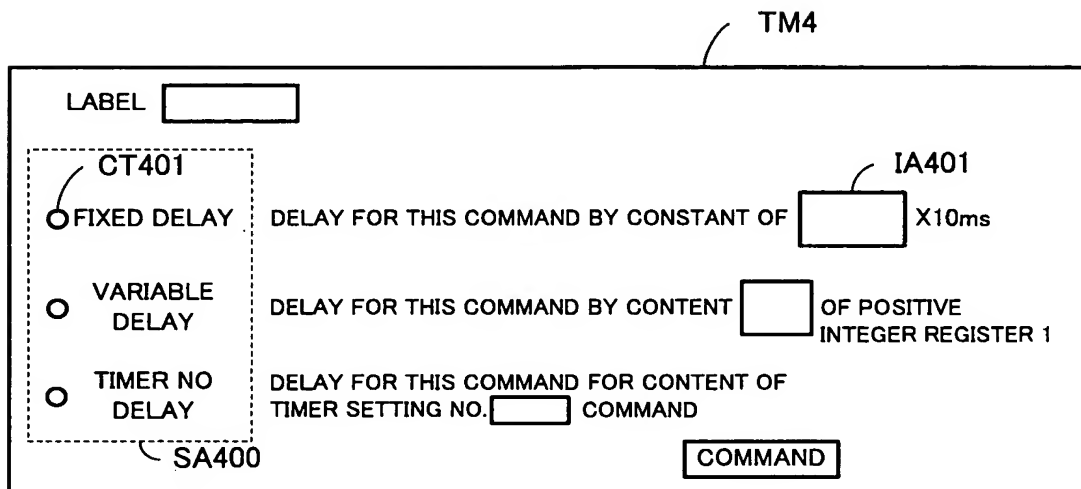 TM4
LABEL
CT401
IA401
FIXED DELAY DELAY FOR THIS COMMAND BY CONSTANT OF X10ms
VARIABLE
DELAY
DELAY FOR THIS COMMAND BY CONTENT
OF POSITIVE
INTEGER REGISTER 1
TIMER NO
DELAY
DELAY FOR THIS COMMAND FOR CONTENT OF
TIMER SETTING NO. COMMAND
SA400
COMMAND